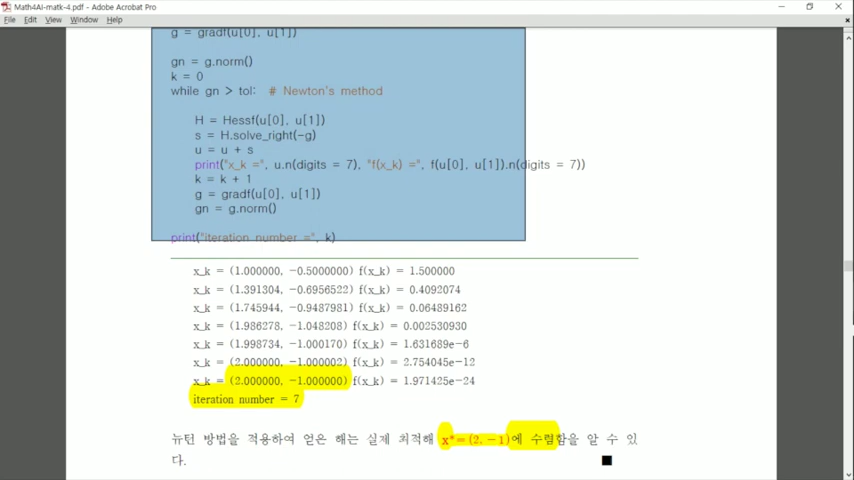 Math4AI-matk-4.pdf - Adobe Acrobat Pro
File Edit View Window Help
g = gradf(u[0], u[1])
gn = g.norm()
k = 0
while gn > tol: # Newton's method
H = Hessf(u[0], u[1])
s = H.solve_right(-g)
u = u + s
print("x_k =", u.n(digits = 7), "f(x_k) =", f(u[0], u[1]).n(digits = 7))
k = k + 1
g = gradf(u[0], u[1])
gn = g.norm()
print("iteration number =", k)
x_k = (1.000000, -0.5000000) f(x_k) = 1.500000
x_k = (1.391304, -0.6956522) f(x_k) = 0.4092074
x_k = (1.745944, -0.9487981) f(x_k) = 0.06489162
x_k = (1.986278, -1.048208) f(x_k) = 0.002530930
x_k = (1.998734, -1.000170) f(x_k) = 1.631689e-6
x_k = (2.000000, -1.000002) f(x_k) = 2.754045e-12
x_k = (2.000000, -1.000000) f(x_k) = 1.971425e-24
iteration number = 7
뉴턴 방법을 적용하여 얻은 해는 실제 최적해 x*=(2, -1)에 수렴함을 알 수 있
다.